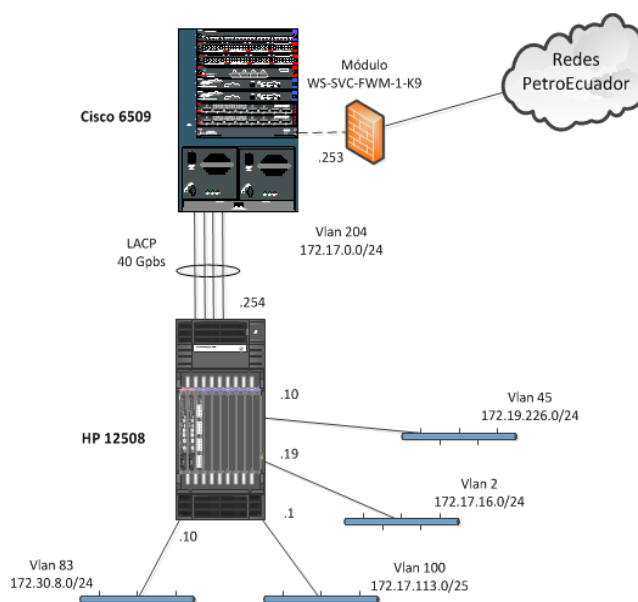 Módulo
WS-SVC-FWM-1-K9
Redes
PetroEcuador
Cisco 6509
.253
Vlan 204
172.17.0.0/24
LACP
40 Gpbs
.254
.10
Vlan 45
172.19.226.0/24
HP 12508
.19
Vlan 2
172.17.16.0/24
.1
.10
Vlan 83
172.30.8.0/24
Vlan 100
172.17.113.0/25